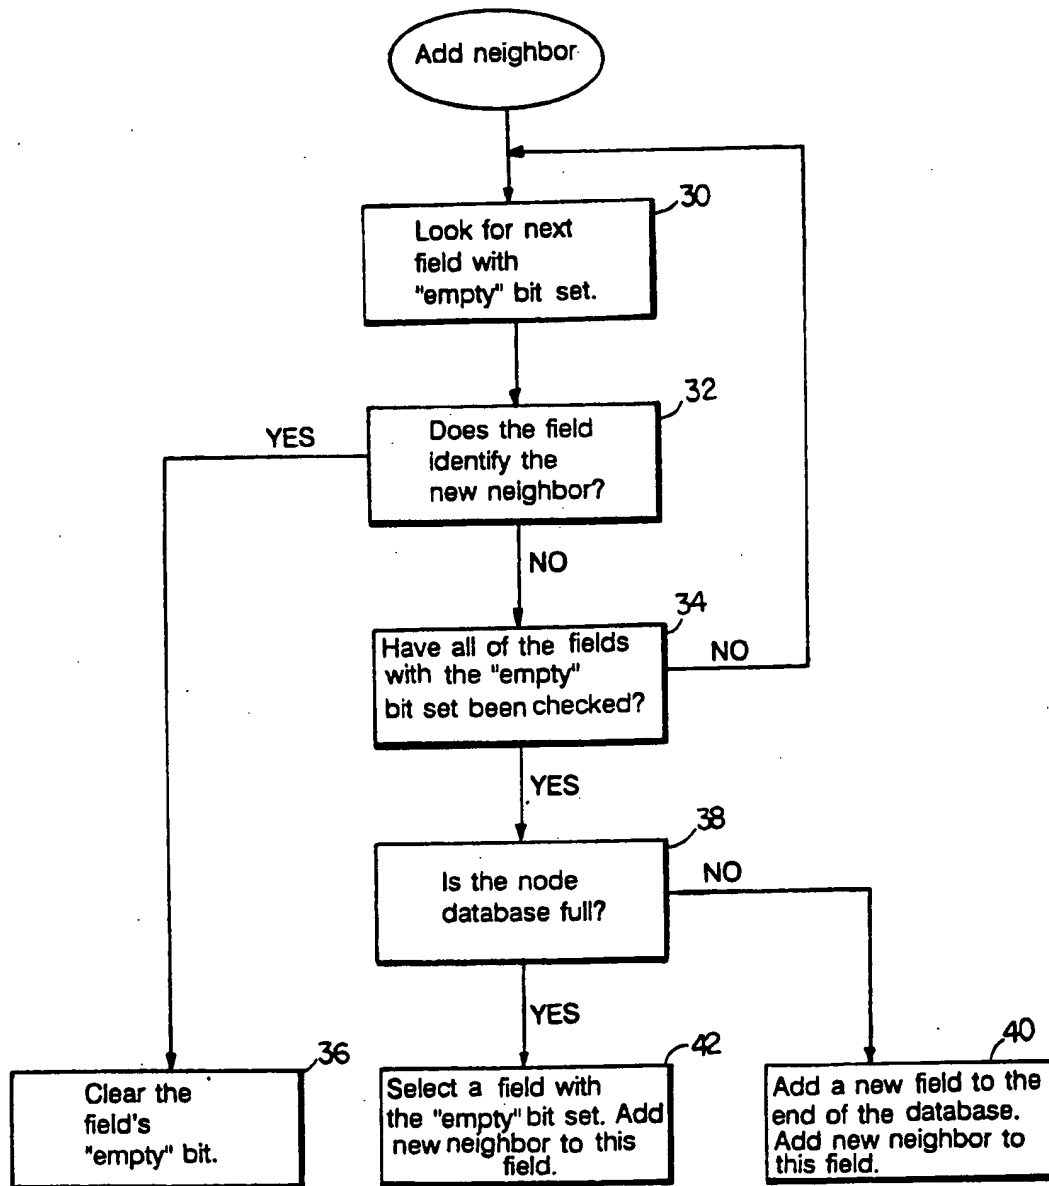 Add neighbor
30
Look for next
field with
"empty" bit set.
32
YES
Does the field
identify the
new neighbor?
NO
34
Have all of the fields
with the "empty"
bit set been checked?
NO
YES
38
Is the node
database full?
NO
YES
36
Clear the
field's
"empty" bit.
42
Select a field with
the "empty" bit set. Add
new neighbor to this
field.
40
Add a new field to the
end of the database.
Add new neighbor to
this field.